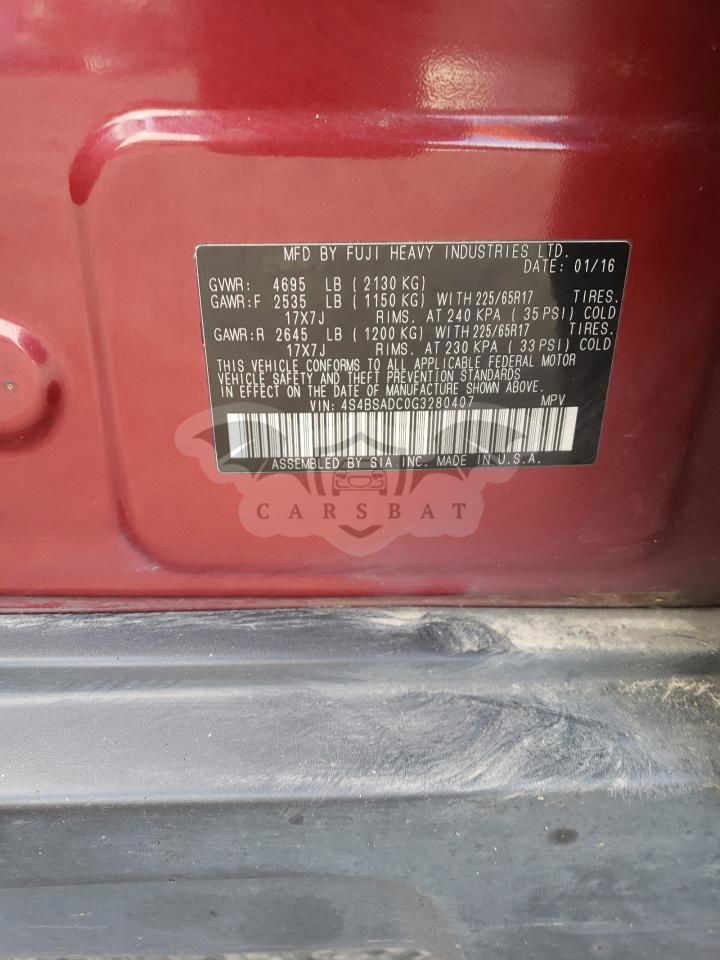 MFD BY FUJI HEAVY INDUSTRIES LTD.
DATE: 01/16
GVWR: 4695 LB (2130 KG)
GAWR:F 2535 LB (1150 KG) WITH 225/65R17 TIRES.
17X7J RIMS. AT 240 KPA (35 PSI) COLD
GAWR:R 2645 LB (1200 KG) WITH 225/65R17 TIRES.
17X7J RIMS. AT 230 KPA (33 PSI) COLD
THIS VEHICLE CONFORMS TO ALL APPLICABLE FEDERAL MOTOR
VEHICLE SAFETY AND THEFT PREVENTION STANDARDS
IN EFFECT ON THE DATE OF MANUFACTURE SHOWN ABOVE.
VIN: 4S4BSADC0G3280407 MPV
ASSEMBLED BY SIA INC. MADE IN U.S.A.
CARSBAT